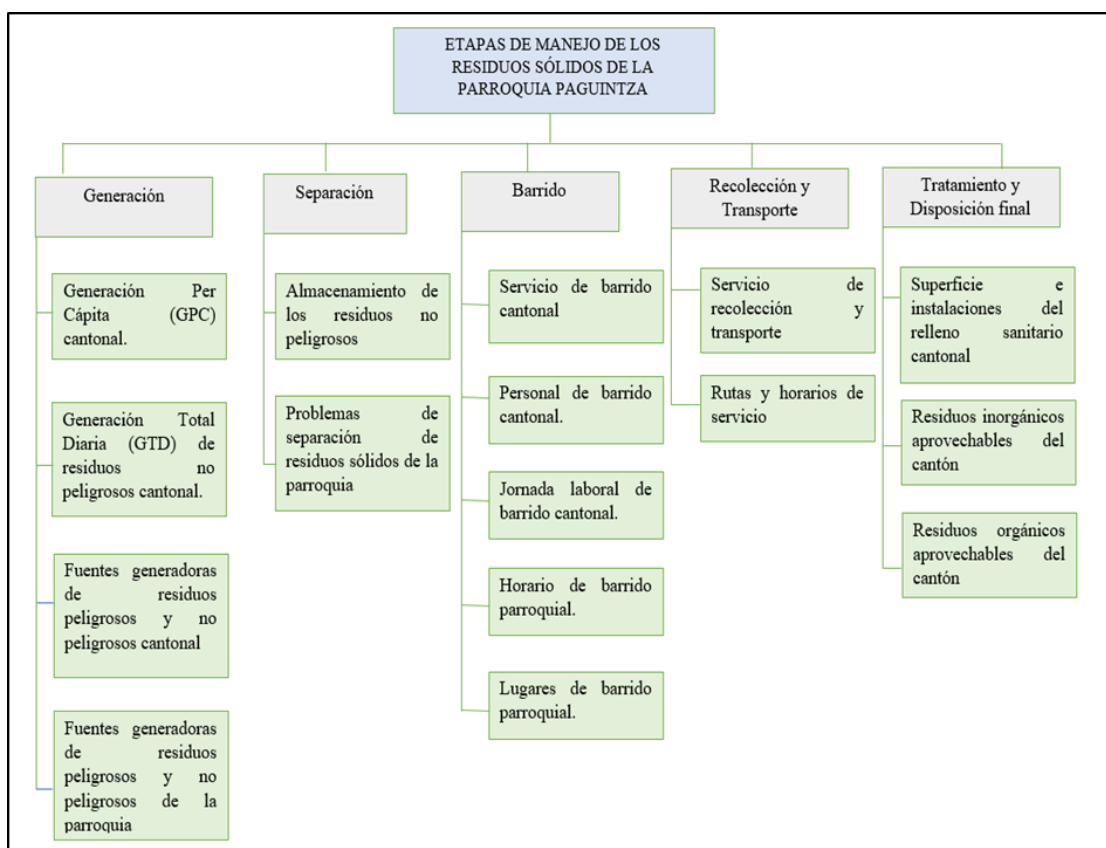 ETAPAS DE MANEJO DE LOS
RESIDUOS SÓLIDOS DE LA
PARROQUIA PAGUINTZA
Generación
Generación Per
Cápita (GPC)
cantonal.
Generación Total
Diaria (GTD) de
residuos no
peligrosos cantonal.
Fuentes generadoras
de residuos
peligrosos y no
peligrosos cantonal
Fuentes generadoras
de residuos
peligrosos y no
peligrosos de la
parroquia
Separación
Almacenamiento de
los residuos no
peligrosos
Problemas de
separación de
residuos sólidos de la
parroquia
Barrido
Servicio de barrido
cantonal
Personal de barrido
cantonal.
Jornada laboral de
barrido cantonal.
Horario de barrido
parroquial.
Lugares de barrido
parroquial.
Recolección y
Transporte
Servicio de
recolección y
transporte
Rutas y horarios de
servicio
Tratamiento y
Disposición final
Superficie e
instalaciones del
relleno sanitario
cantonal
Residuos inorgánicos
aprovechables del
cantón
Residuos orgánicos
aprovechables del
cantón